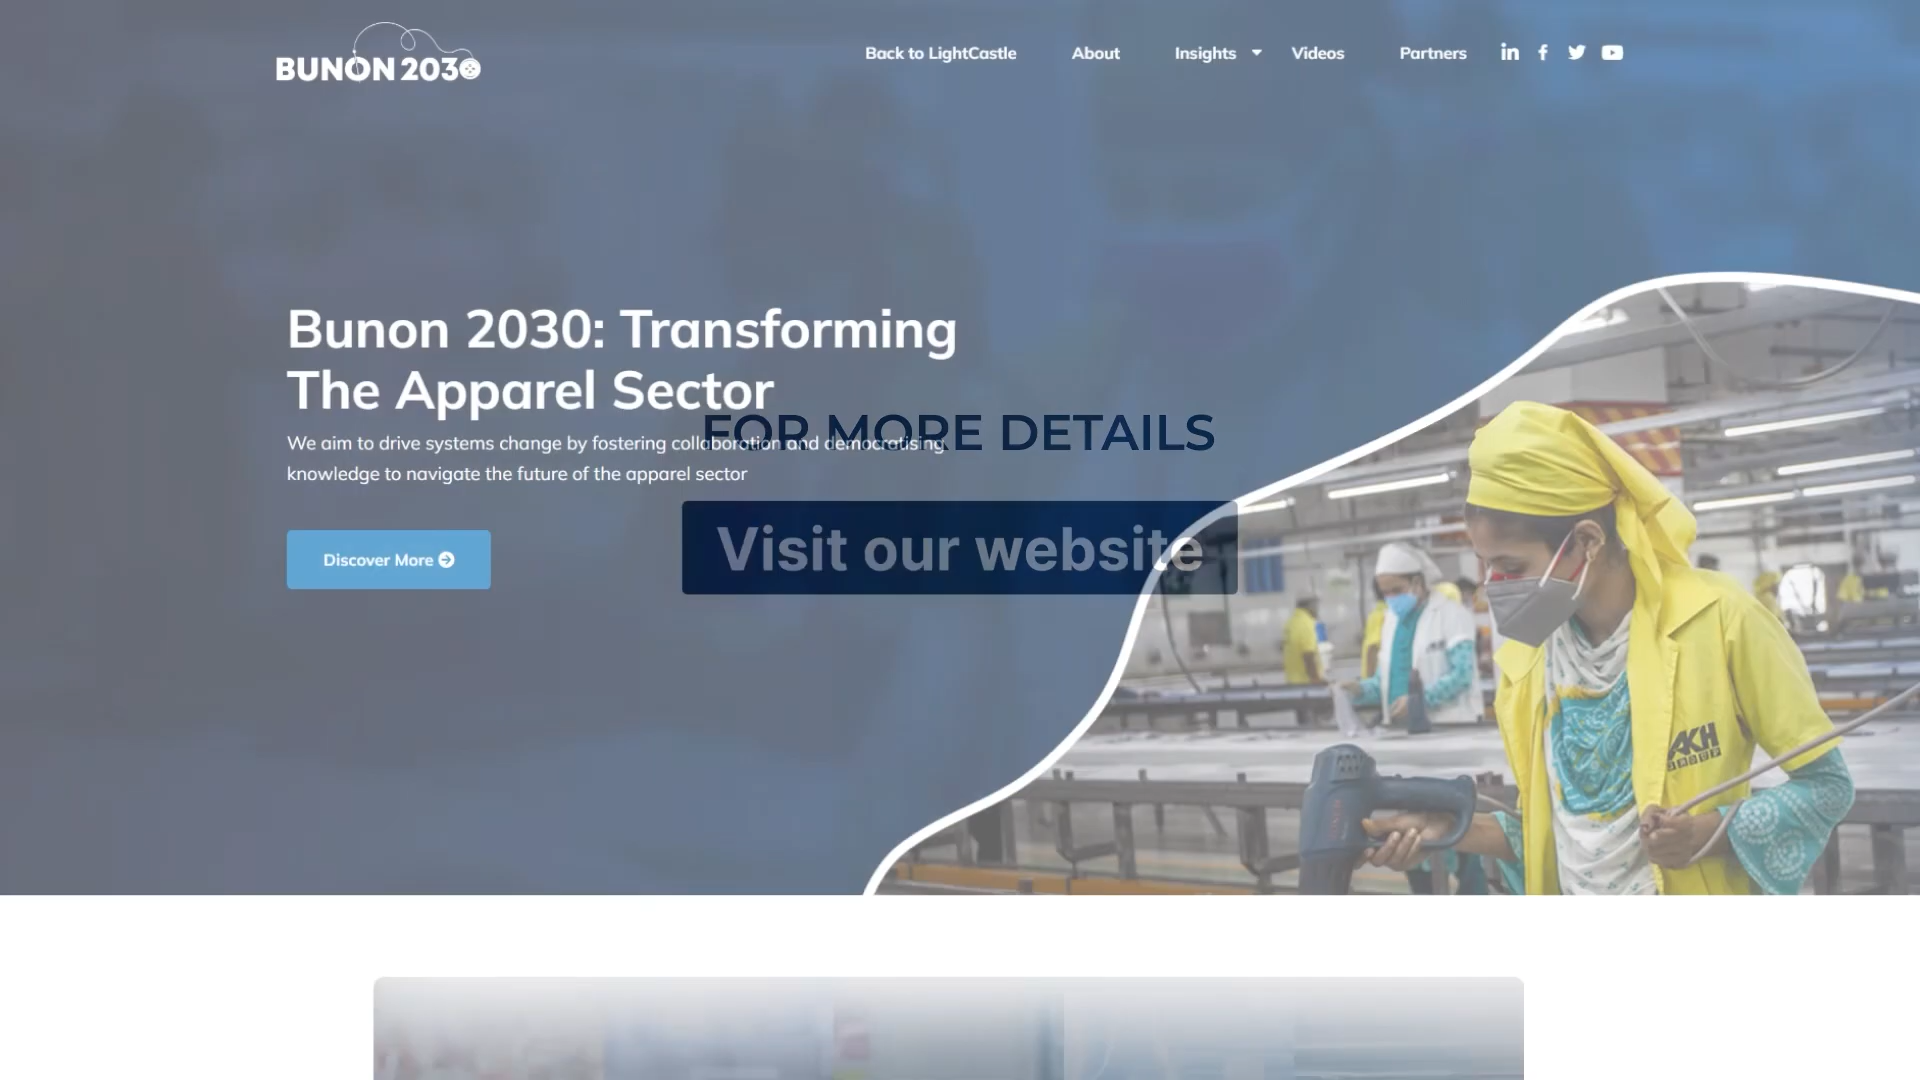 BUNON 2030
Back to LightCastle
About
Insights
Videos
Partners
Bunon 2030: Transforming
The Apparel Sector
We aim to drive systems change by fostering collaboration and democratising
knowledge to navigate the future of the apparel sector
FOR MORE DETAILS
Discover More
Visit our website
AKH
GROUP